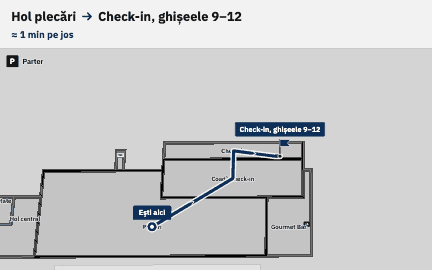 Hol plecări → Check-in, ghișeele 9–12
≈ 1 min pe jos
P Parter
Check-in, ghișeele 9–12
Ești aici
Hol central
Gourmet Bar